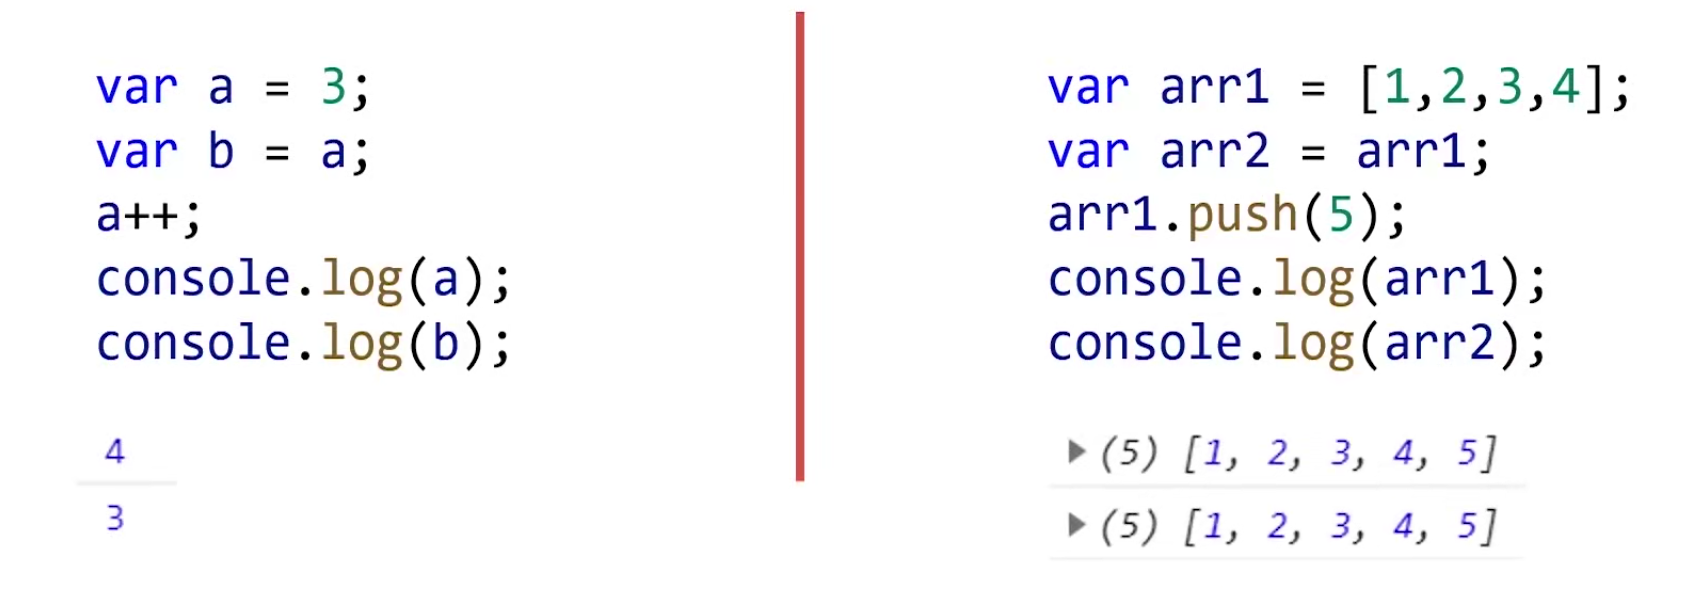 var a = 3;
var b = a;
a++;
console.log(a);
console.log(b);
4
3
var arr1 = [1,2,3,4];
var arr2 = arr1;
arr1.push(5);
console.log(arr1);
console.log(arr2);
▶ (5) [1, 2, 3, 4, 5]
▶ (5) [1, 2, 3, 4, 5]